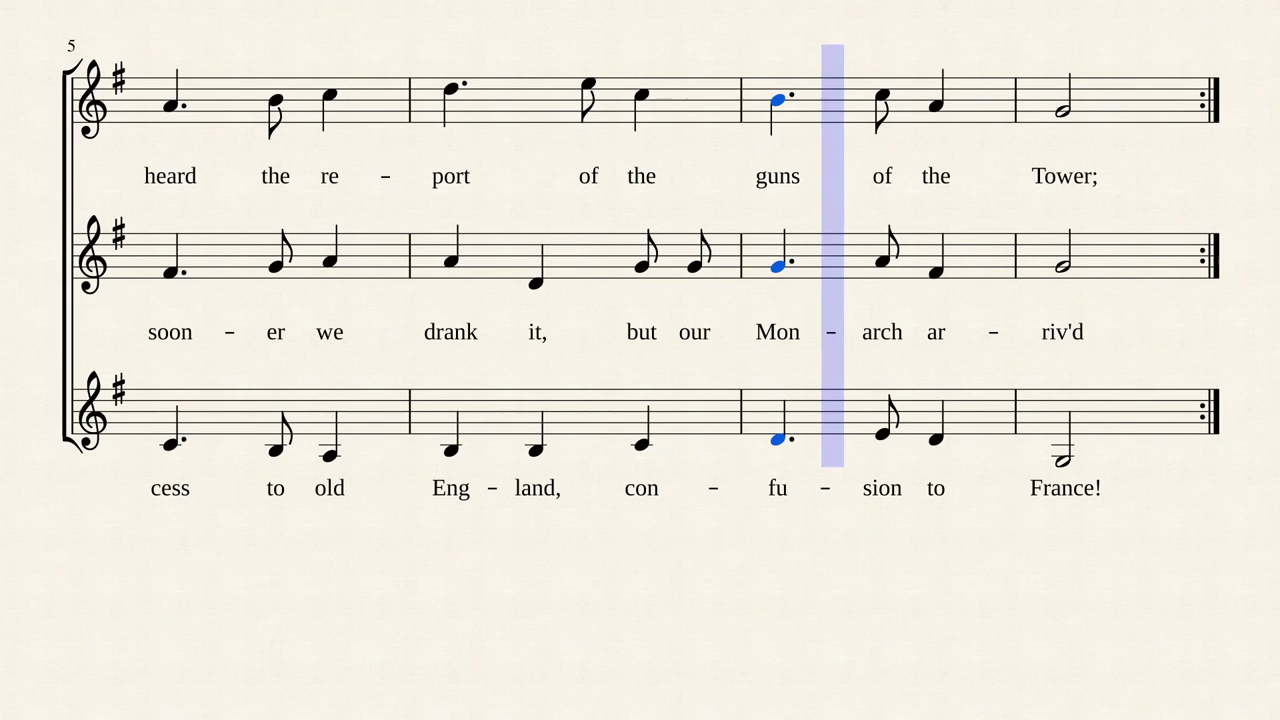 5
heard the re – port of the guns of the Tower;
soon – er we drank it, but our Mon – arch ar – riv'd
cess to old Eng – land, con – fu – sion to France!